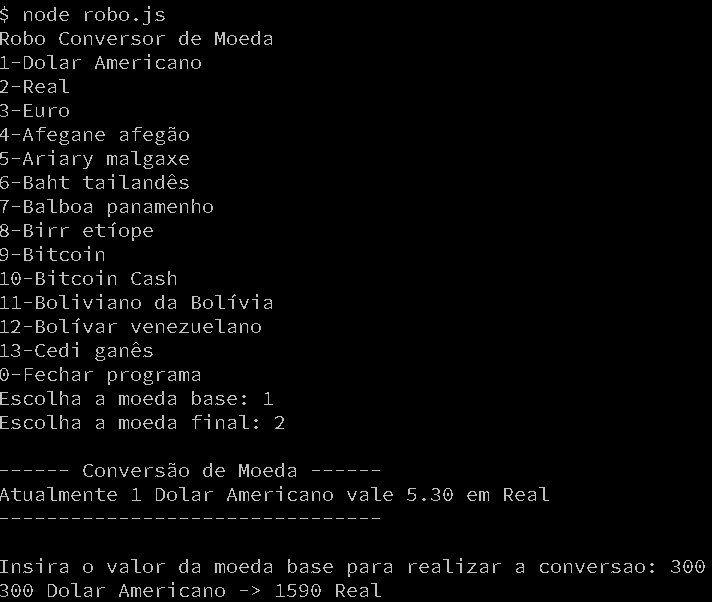 $ node robo.js
Robo Conversor de Moeda
1-Dolar Americano
2-Real
3-Euro
4-Afegane afegão
5-Ariary malgaxe
6-Baht tailandês
7-Balboa panamenho
8-Birr etíope
9-Bitcoin
10-Bitcoin Cash
11-Boliviano da Bolívia
12-Bolívar venezuelano
13-Cedi ganês
0-Fechar programa
Escolha a moeda base: 1
Escolha a moeda final: 2
------ Conversão de Moeda ------
Atualmente 1 Dolar Americano vale 5.30 em Real
--------------------------------
Insira o valor da moeda base para realizar a conversao: 300
300 Dolar Americano -> 1590 Real